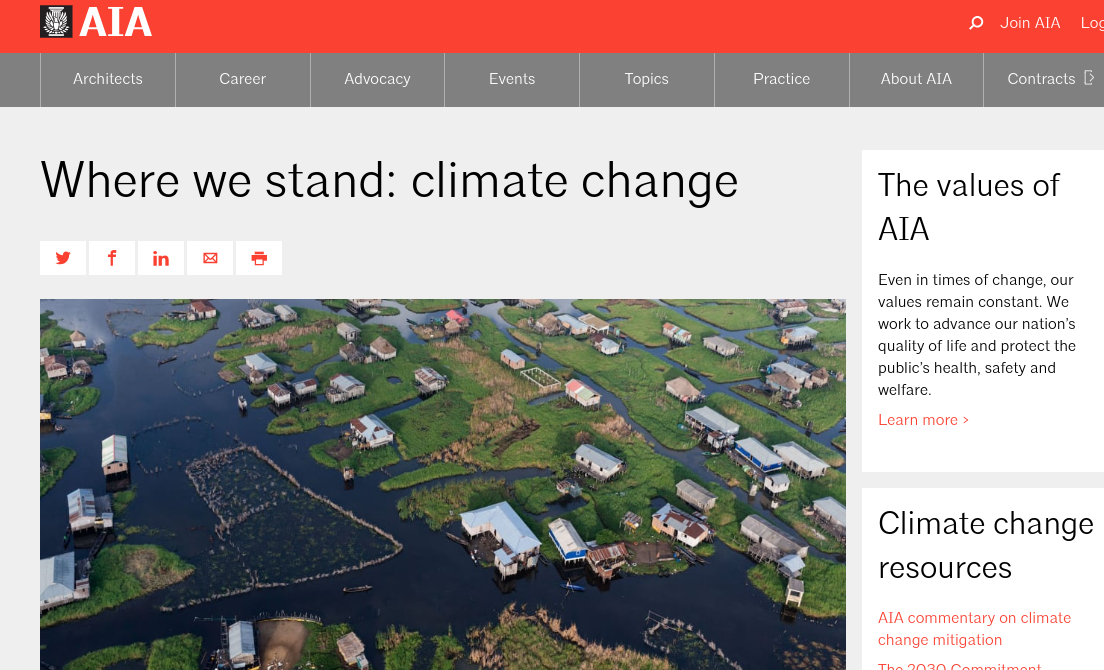 AIA
Join AIA
Architects
Career
Advocacy
Events
Topics
Practice
About AIA
Contracts
Where we stand: climate change
The values of
AIA
Even in times of change, our
values remain constant. We
work to advance our nation’s
quality of life and protect the
public’s health, safety and
welfare.
Learn more >
Climate change
resources
AIA commentary on climate
change mitigation
The 2030 Commitment